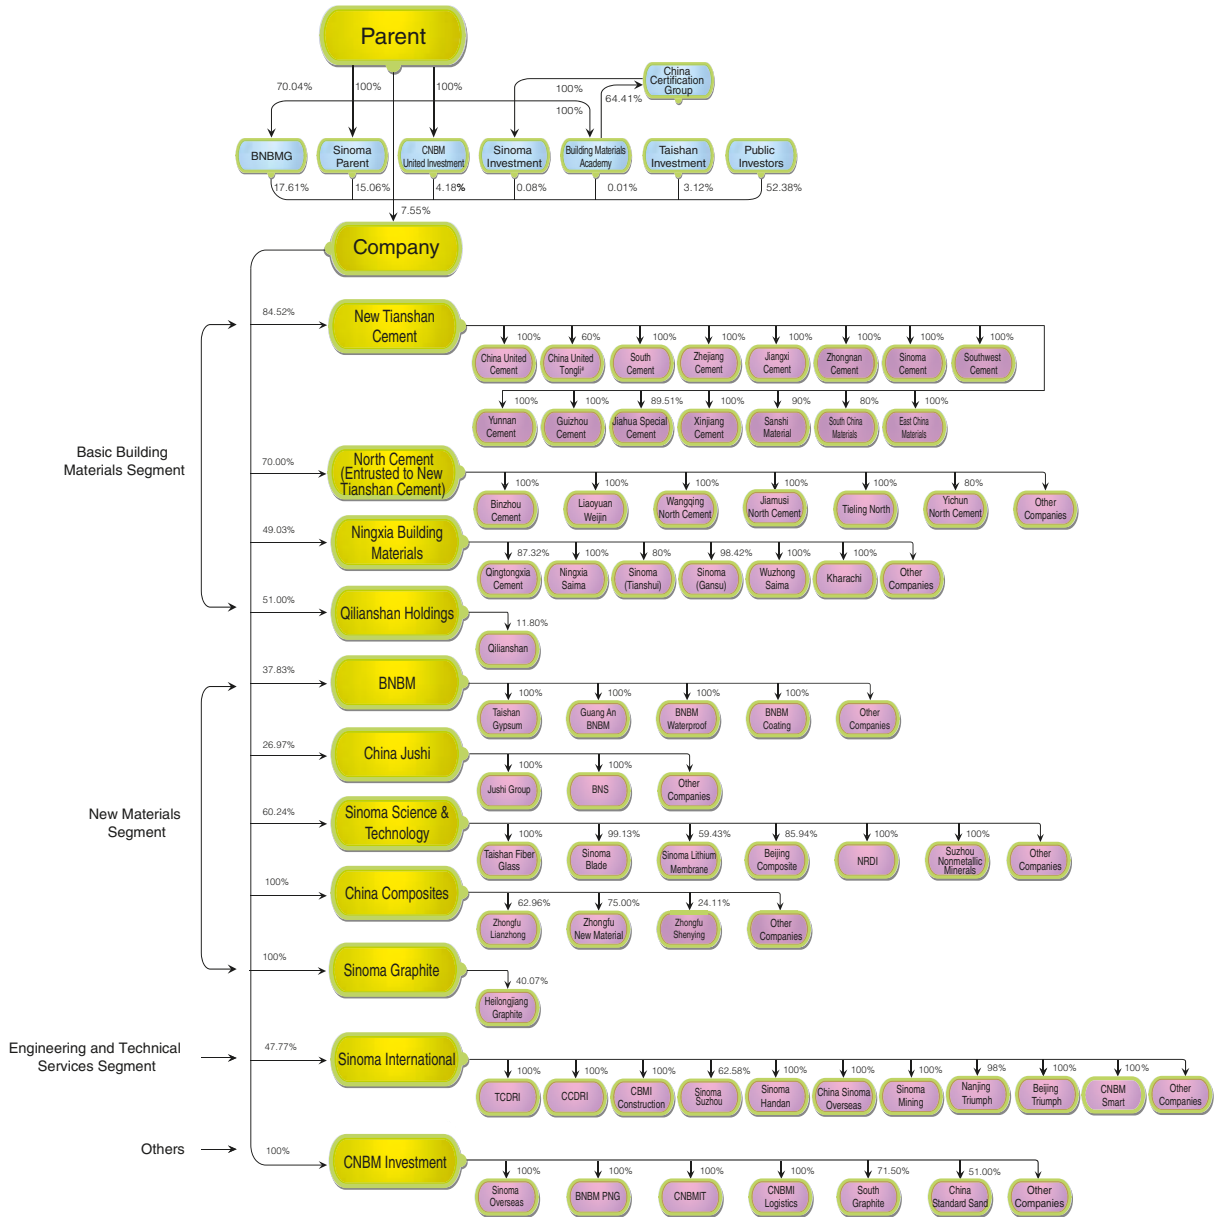 Parent
China
Certification
Group
70.04%
100%
100%
100%
64.41%
100%
BNBMG
Sinoma
Parent
CNBM
United Investment
Sinoma
Investment
Building Materials
Academy
Taishan
Investment
Public
Investors
17.61%
15.06%
4.18%
0.08%
0.01%
3.12%
52.38%
7.55%
Company
Basic Building
Materials Segment
84.52%
New Tianshan
Cement
100%
60%
100%
100%
100%
100%
100%
100%
China United
Cement
China United
Tongli#
South
Cement
Zhejiang
Cement
Jiangxi
Cement
Zhongnan
Cement
Sinoma
Cement
Southwest
Cement
100%
100%
89.51%
100%
90%
80%
100%
Yunnan
Cement
Guizhou
Cement
Jiahua Special
Cement
Xinjiang
Cement
Sanshi
Material
South China
Materials
East China
Materials
70.00%
North Cement
(Entrusted to New
Tianshan Cement)
100%
100%
100%
100%
100%
80%
Binzhou
Cement
Liaoyuan
Weijin
Wangqing
North Cement
Jiamusi
North Cement
Tieling North
Yichun
North Cement
Other
Companies
49.03%
Ningxia Building
Materials
87.32%
100%
80%
98.42%
100%
100%
Qingtongxia
Cement
Ningxia
Saima
Sinoma
(Tianshui)
Sinoma
(Gansu)
Wuzhong
Saima
Kharachi
Other
Companies
51.00%
Qilianshan Holdings
11.80%
Qilianshan
New Materials
Segment
37.83%
BNBM
100%
100%
100%
100%
Taishan
Gypsum
Guang An
BNBM
BNBM
Waterproof
BNBM
Coating
Other
Companies
26.97%
China Jushi
100%
100%
Jushi Group
BNS
Other
Companies
60.24%
Sinoma Science &
Technology
100%
99.13%
59.43%
85.94%
100%
100%
Taishan Fiber
Glass
Sinoma
Blade
Sinoma Lithium
Membrane
Beijing
Composite
NRDI
Suzhou
Nonmetallic
Minerals
Other
Companies
100%
China Composites
62.96%
75.00%
24.11%
Zhongfu
Lianzhong
Zhongfu
New Material
Zhongfu
Shenying
Other
Companies
100%
Sinoma Graphite
40.07%
Heilongjiang
Graphite
Engineering and Technical
Services Segment
47.77%
Sinoma International
100%
100%
100%
62.58%
100%
100%
100%
98%
100%
100%
TCDRI
CCDRI
CBMI
Construction
Sinoma
Suzhou
Sinoma
Handan
China Sinoma
Overseas
Sinoma
Mining
Nanjing
Triumph
Beijing
Triumph
CNBM
Smart
Other
Companies
Others
100%
CNBM Investment
100%
100%
100%
100%
71.50%
51.00%
Sinoma
Overseas
BNBM PNG
CNBMIT
CNBMI
Logistics
South
Graphite
China
Standard Sand
Other
Companies